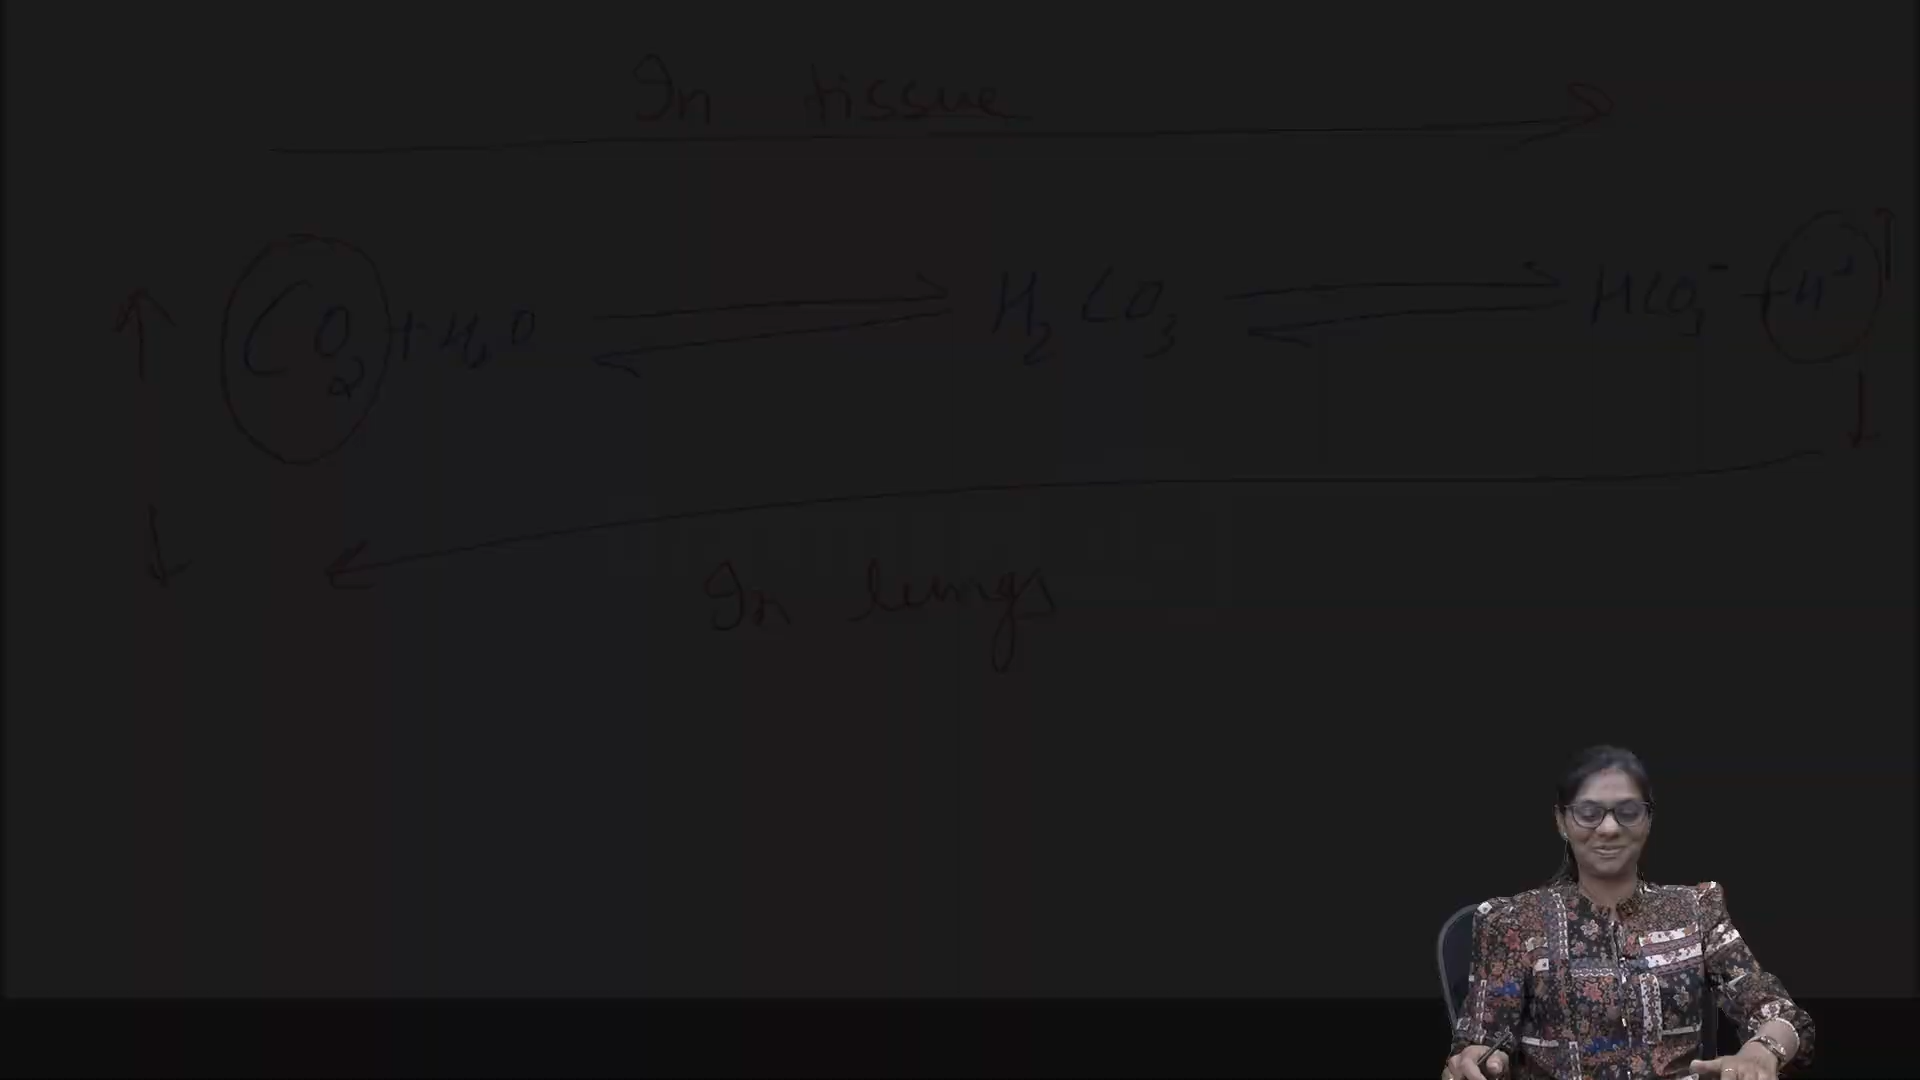 In tissue
CO₂ + H₂O ⇌ H₂CO₃ ⇌ HCO₃⁻ + H⁺
In lungs